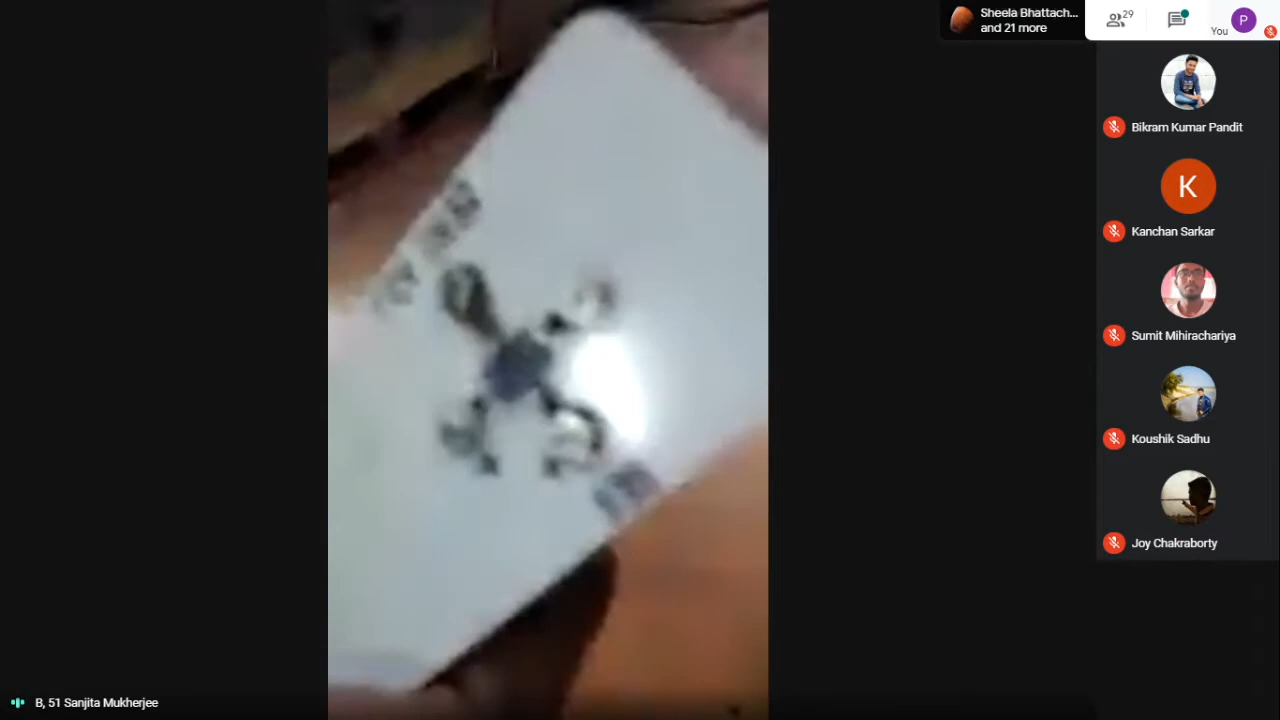 Sheela Bhattach...
and 21 more
29
You
P
Bikram Kumar Pandit
K
Kanchan Sarkar
Sumit Mihirachariya
Koushik Sadhu
Joy Chakraborty
B, 51 Sanjita Mukherjee